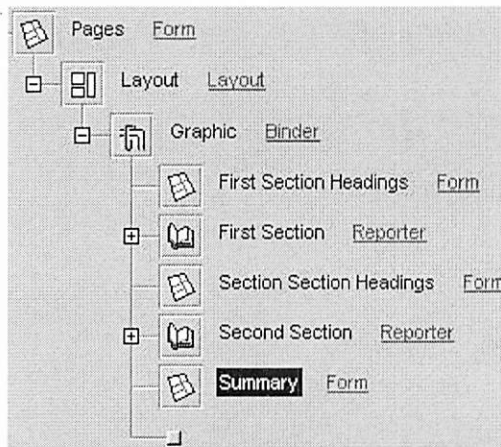 Pages Form
Layout Layout
Graphic Binder
First Section Headings Form
First Section Reporter
Section Section Headings Form
Second Section Reporter
Summary Form